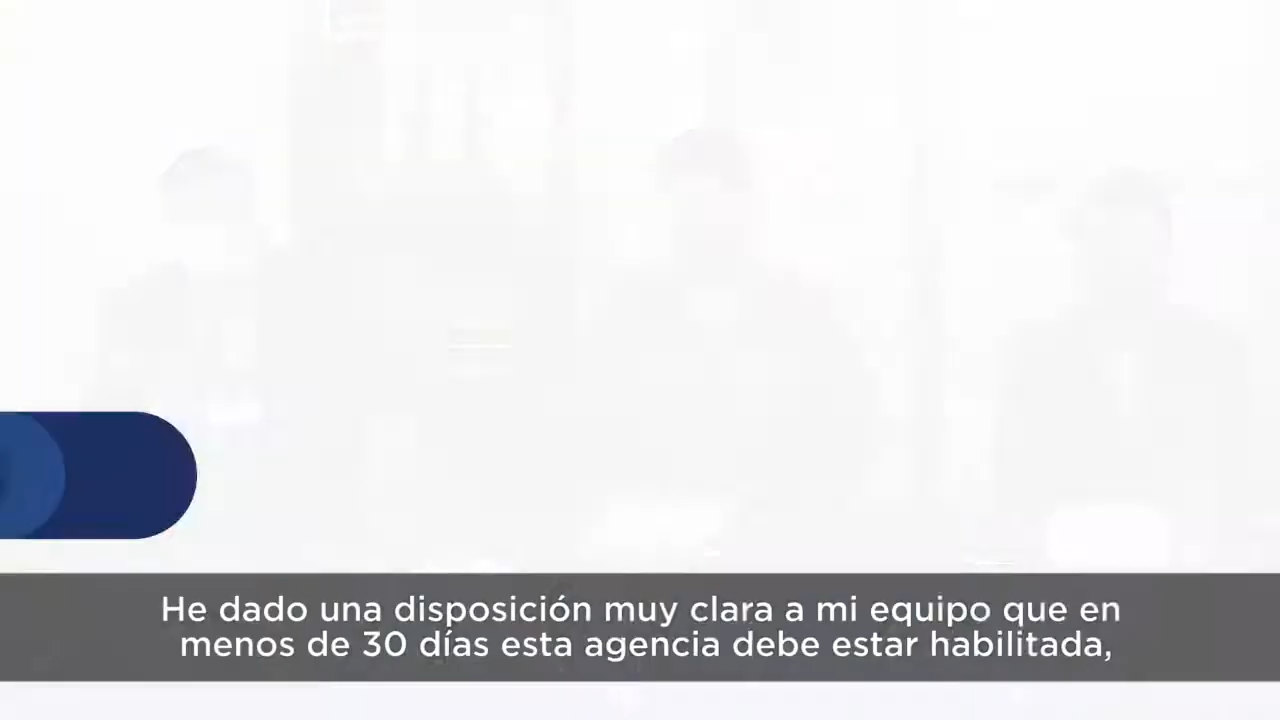 He dado una disposición muy clara a mi equipo que en
menos de 30 días esta agencia debe estar habilitada,